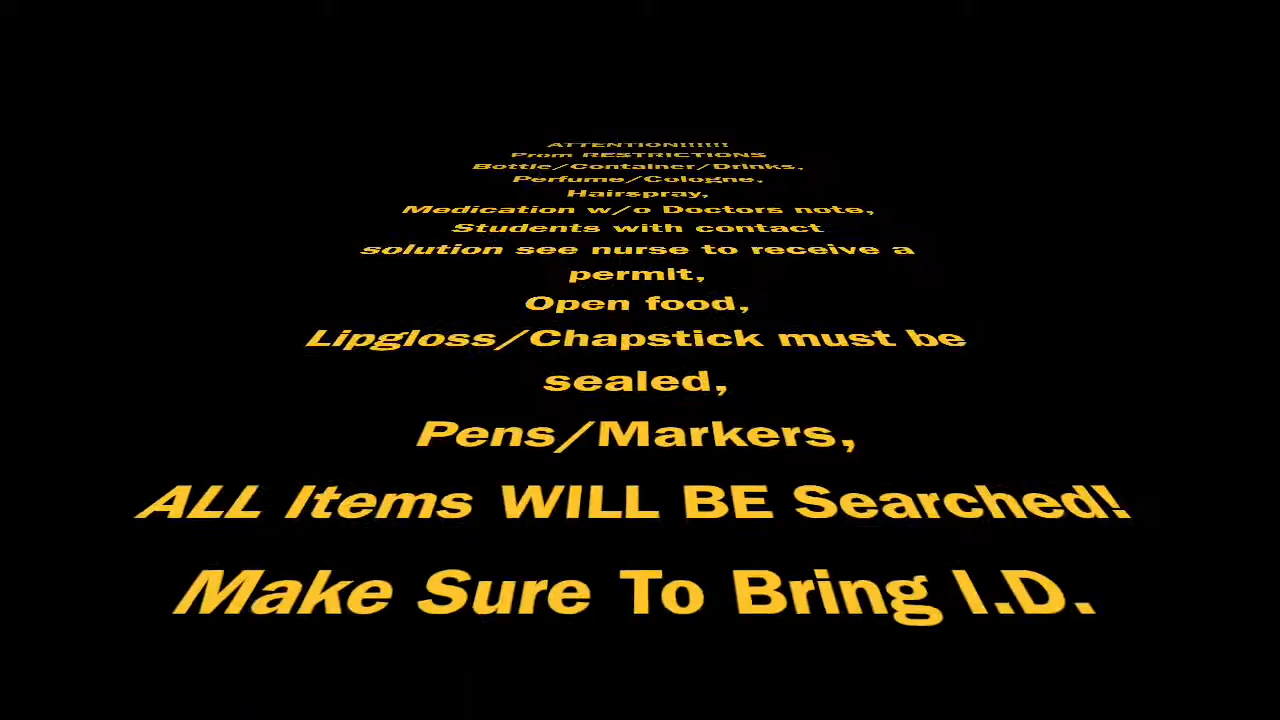 ATTENTION!!!!!!
Prom RESTRICTIONS
Bottle/Container/Drinks,
Perfume/Cologne,
Hairspray,
Medication w/o Doctors note,
Students with contact
solution see nurse to receive a
permit,
Open food,
Lipgloss/Chapstick must be
sealed,
Pens/Markers,
ALL Items WILL BE Searched!
Make Sure To Bring I.D.